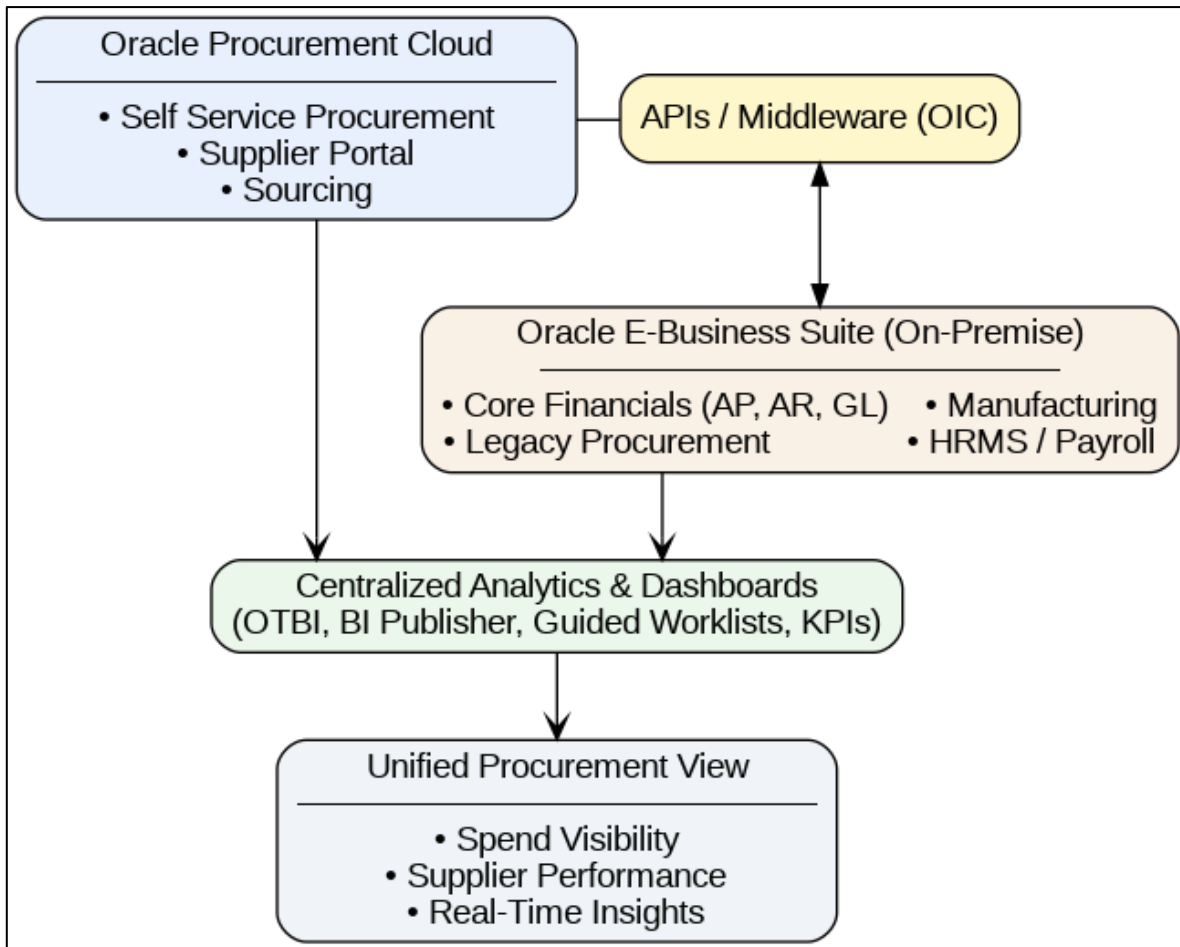 Oracle Procurement Cloud
• Self Service Procurement
• Supplier Portal
• Sourcing
APIs / Middleware (OIC)
Oracle E-Business Suite (On-Premise)
• Core Financials (AP, AR, GL) • Manufacturing
• Legacy Procurement • HRMS / Payroll
Centralized Analytics & Dashboards
(OTBI, BI Publisher, Guided Worklists, KPIs)
Unified Procurement View
• Spend Visibility
• Supplier Performance
• Real-Time Insights